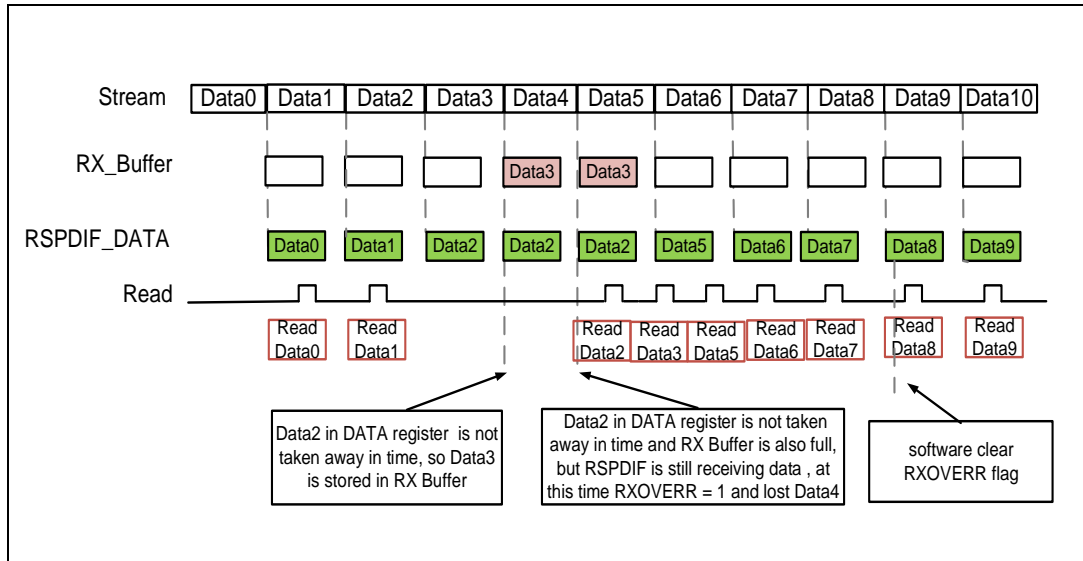 Stream Data0 Data1 Data2 Data3 Data4 Data5 Data6 Data7 Data8 Data9 Data10
RX_Buffer Data3 Data3
RSPDIF_DATA Data0 Data1 Data2 Data2 Data2 Data5 Data6 Data7 Data8 Data9
Read
Read Read Read Read Read Read Read Read Read
Data0 Data1 Data2 Data3 Data5 Data6 Data7 Data8 Data9
Data2 in DATA register is not
taken away in time, so Data3
is stored in RX Buffer
Data2 in DATA register is not taken
away in time and RX Buffer is also full,
but RSPDIF is still receiving data , at
this time RXOVERR = 1 and lost Data4
software clear
RXOVERR flag